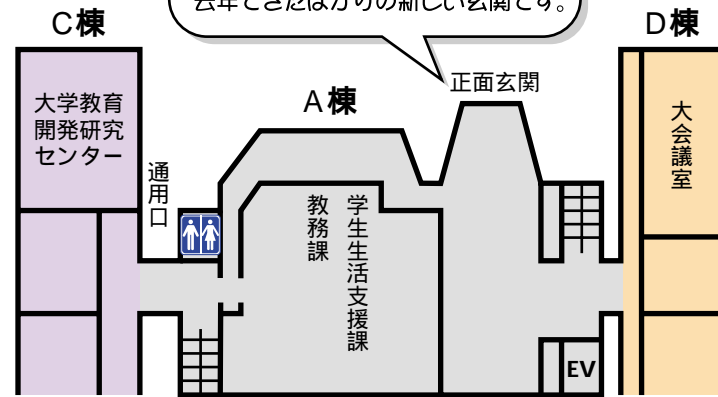 去年できたばかりの新しい玄関です。
C棟
D棟
A棟
正面玄関
大学教育
開発研究
センター
通用口
大会議室
学生生活支援課
教務課
EV